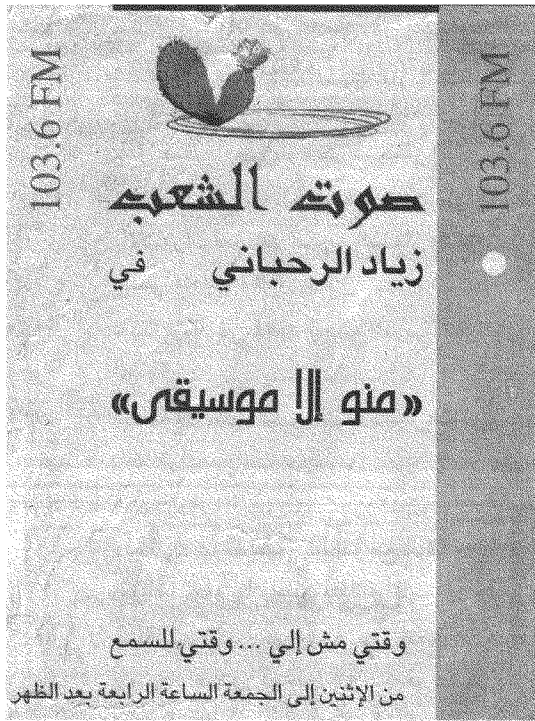 103.6 FM
103.6 FM
صوت الشعب
زياد الرحباني في
«منو إلا موسيقى»
وقتي مش إلي ... وقتي للسمع
من الإثنين إلى الجمعة الساعة الرابعة بعد الظهر